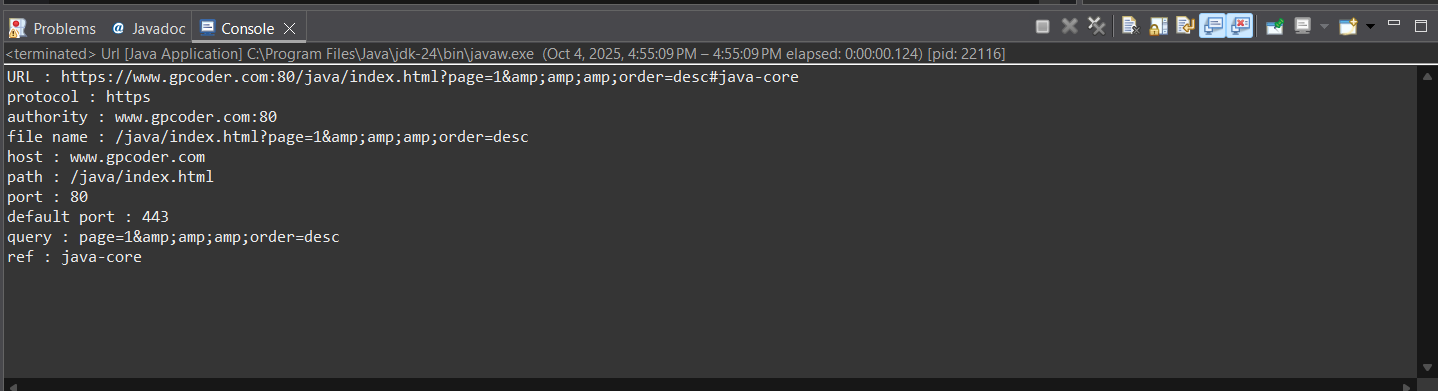 Problems @ Javadoc Console
<terminated> Url [Java Application] C:\Program Files\Java\jdk-24\bin\javaw.exe (Oct 4, 2025, 4:55:09 PM – 4:55:09 PM elapsed: 0:00:00.124) [pid: 22116]
URL : https://www.gpcoder.com:80/java/index.html?page=1&amp;amp;amp;order=desc#java-core
protocol : https
authority : www.gpcoder.com:80
file name : /java/index.html?page=1&amp;amp;amp;order=desc
host : www.gpcoder.com
path : /java/index.html
port : 80
default port : 443
query : page=1&amp;amp;amp;order=desc
ref : java-core